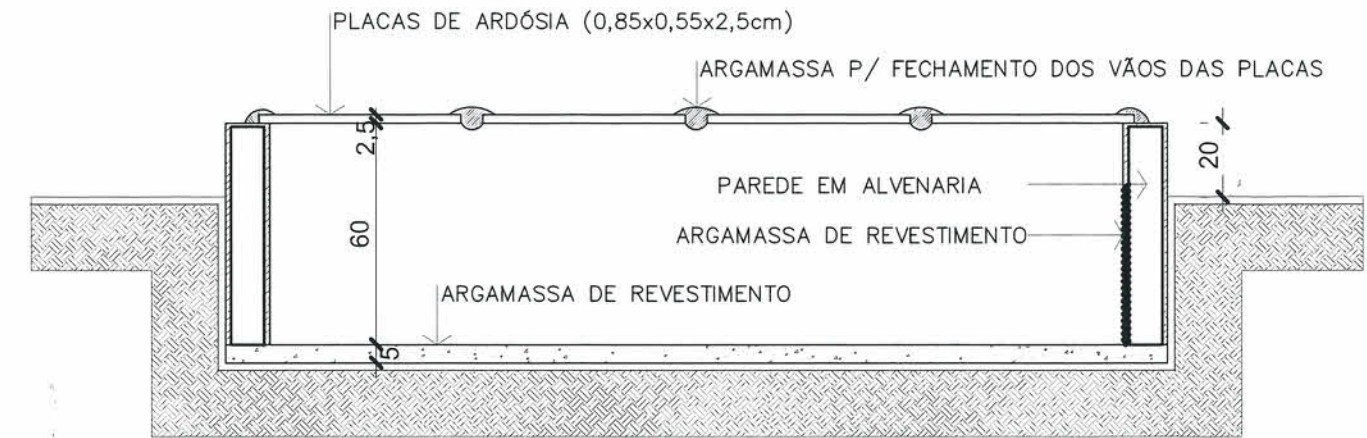 PLACAS DE ARDÓSIA (0,85x0,55x2,5cm)
ARGAMASSA P/ FECHAMENTO DOS VÃOS DAS PLACAS
2,5
20
PAREDE EM ALVENARIA
60
ARGAMASSA DE REVESTIMENTO
ARGAMASSA DE REVESTIMENTO
5